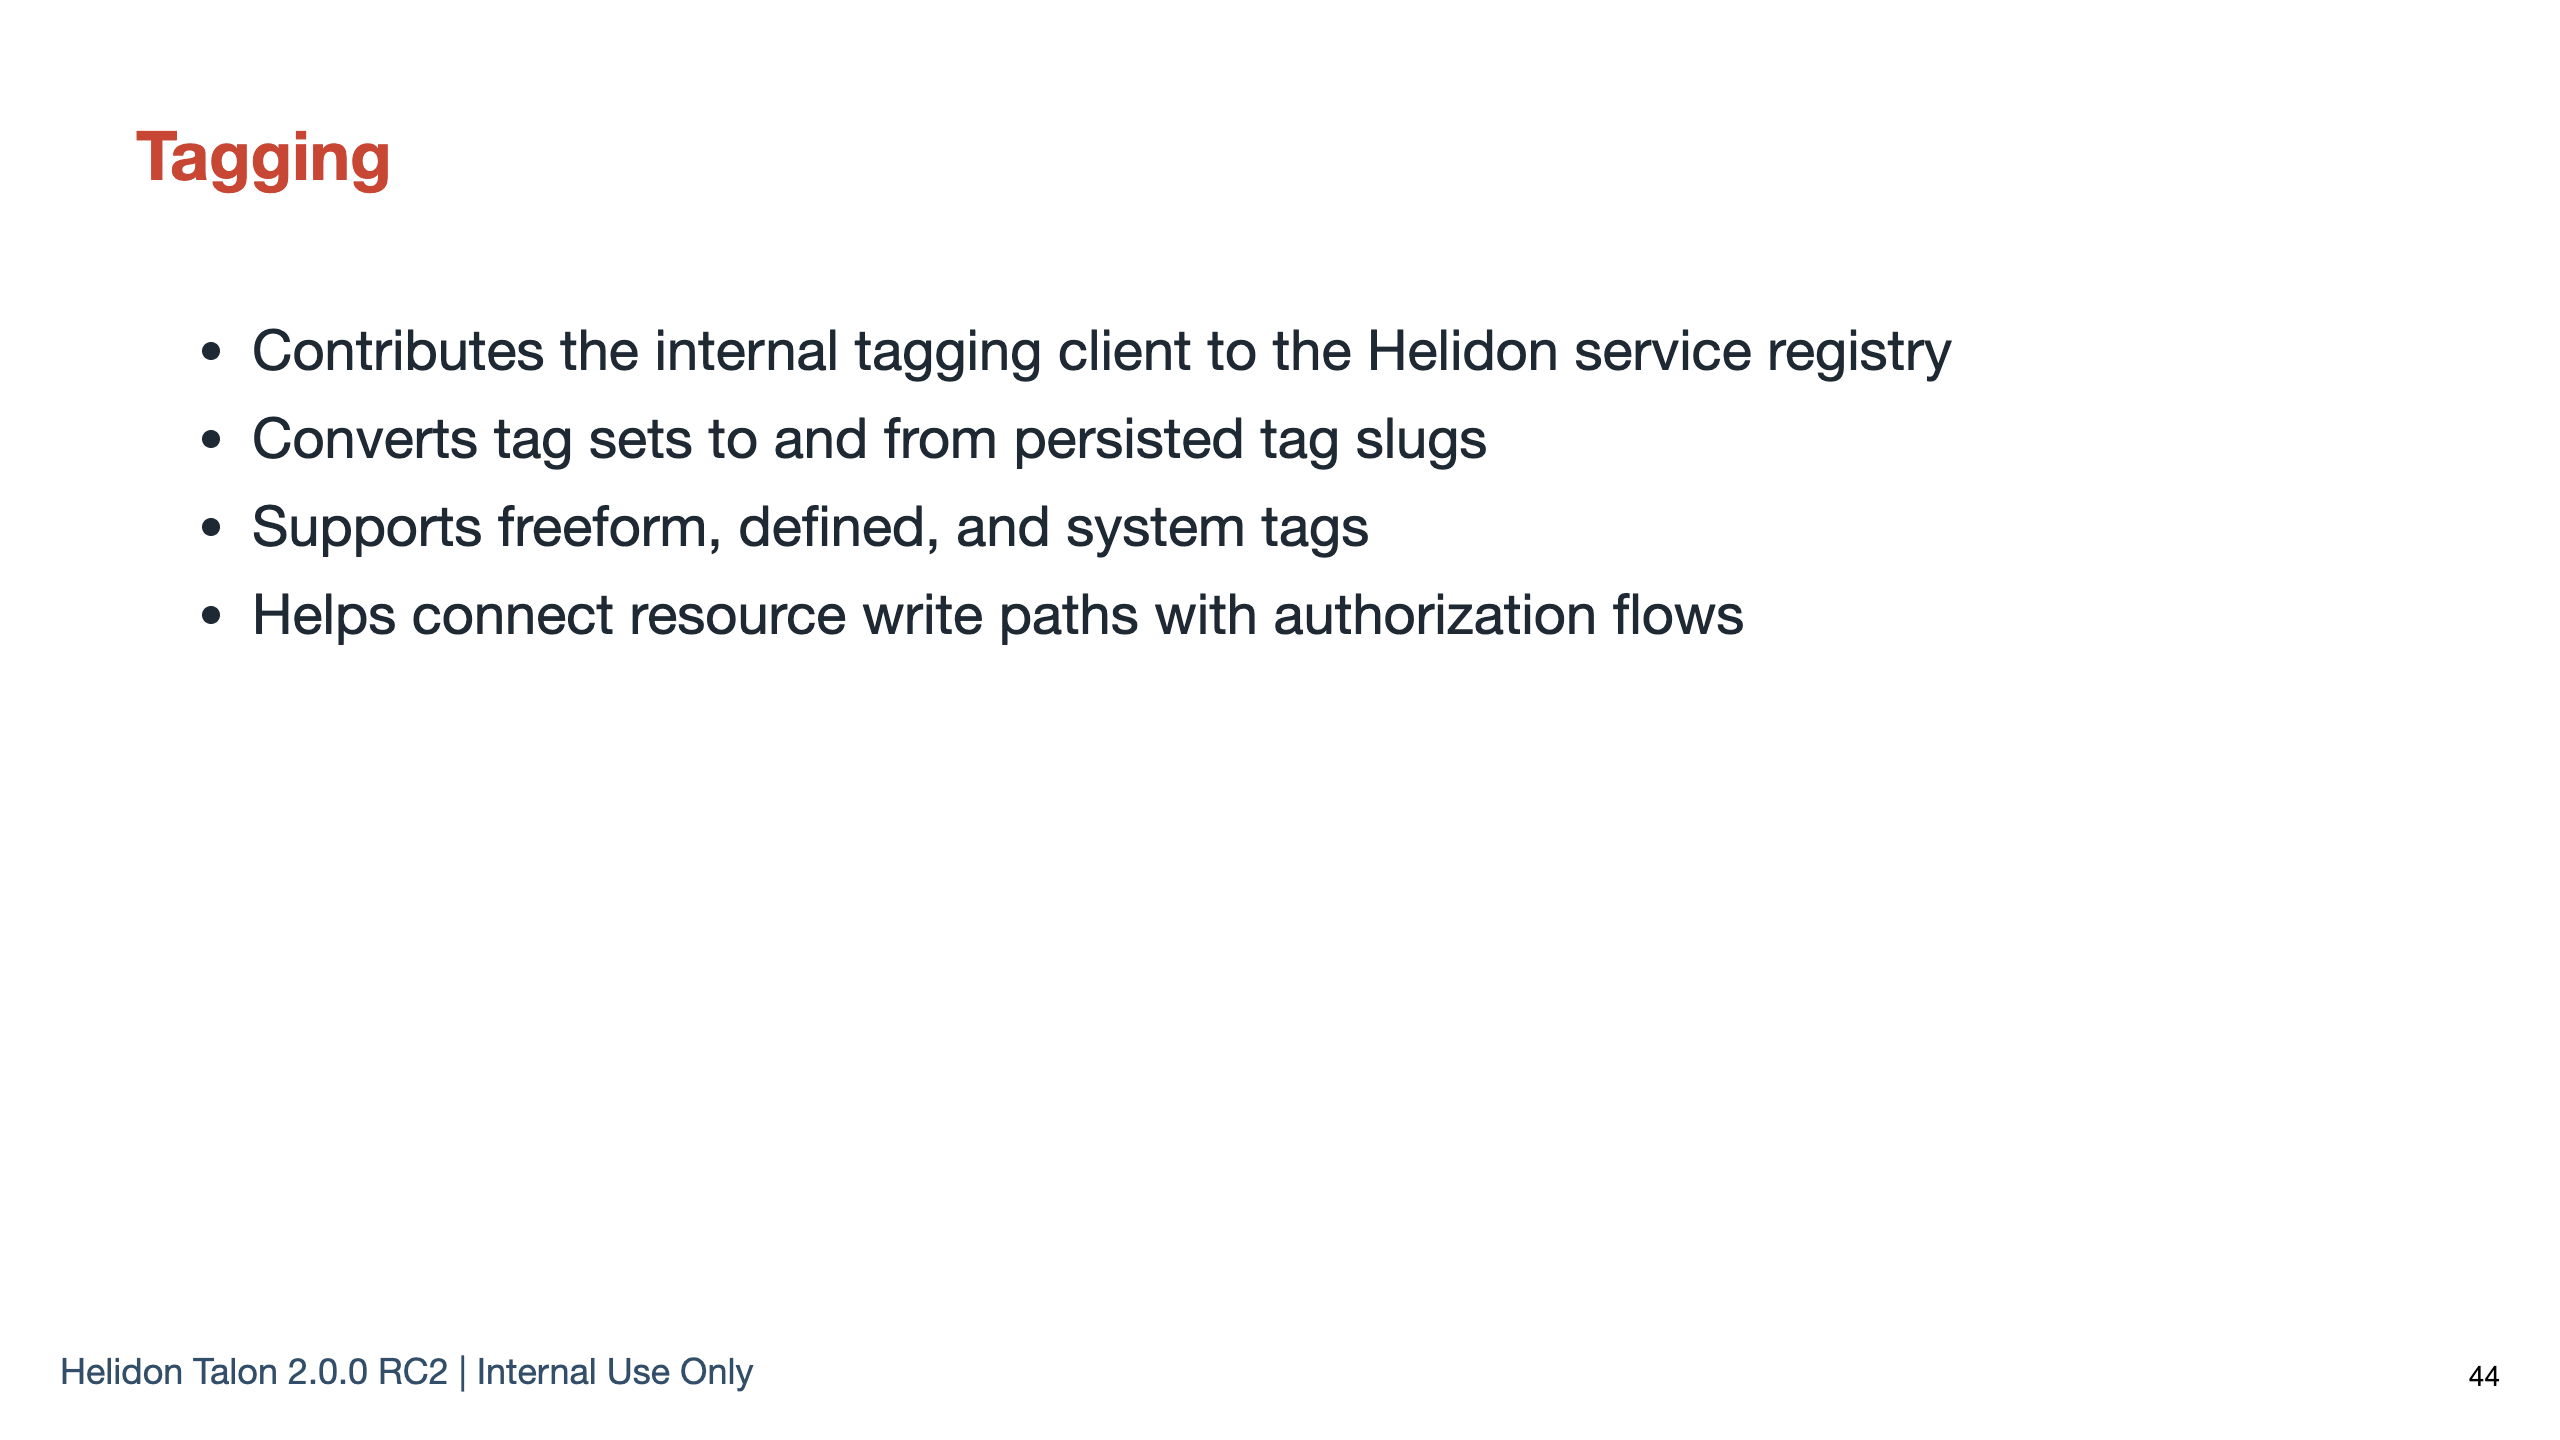 Tagging
• Contributes the internal tagging client to the Helidon service registry
• Converts tag sets to and from persisted tag slugs
• Supports freeform, defined, and system tags
• Helps connect resource write paths with authorization flows
Helidon Talon 2.0.0 RC2 | Internal Use Only
44